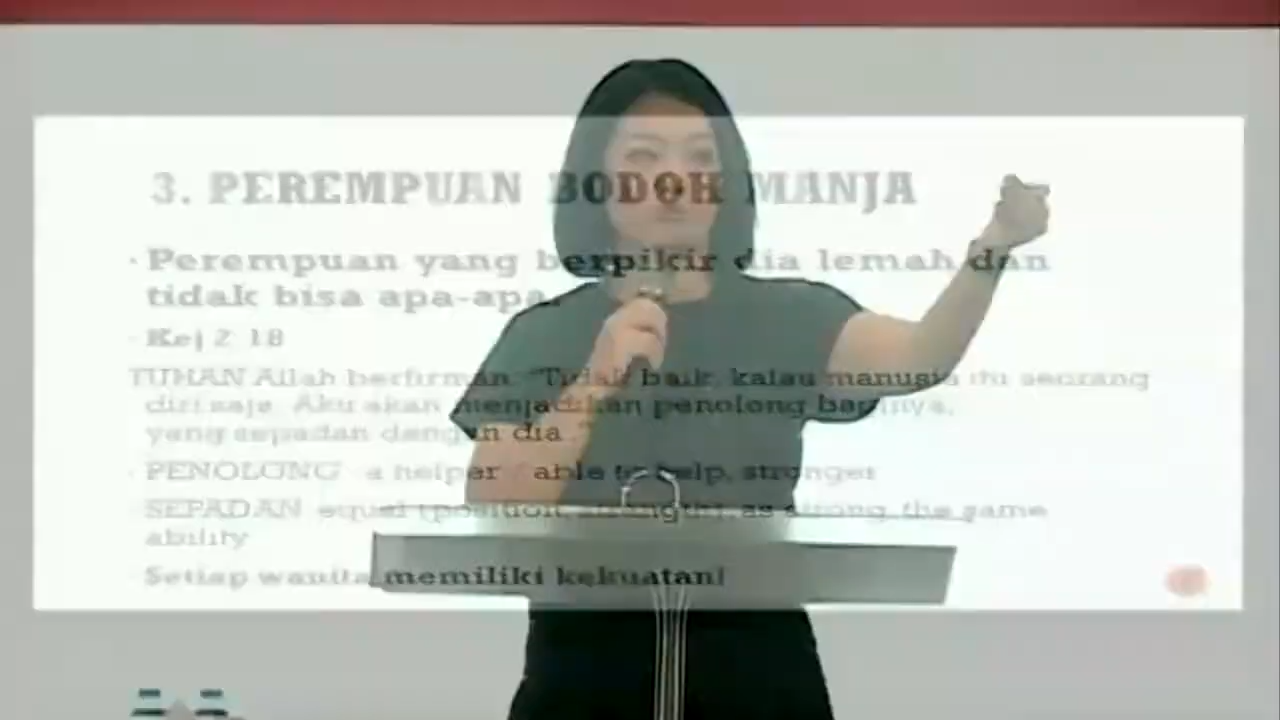 3. PEREMPUAN BODOH MANJA
· Perempuan yang berpikir dia lemah dan
tidak bisa apa-apa.
· Kej 2:18
TUHAN Allah berfirman: "Tidak baik, kalau manusia itu seorang
diri saja. Aku akan menjadikan penolong baginya,
yang sepadan dengan dia."
· PENOLONG : a helper / able to help, stronger
· SEPADAN : equal (position, strength), as strong, the same
ability
· Setiap wanita memiliki kekuatan!